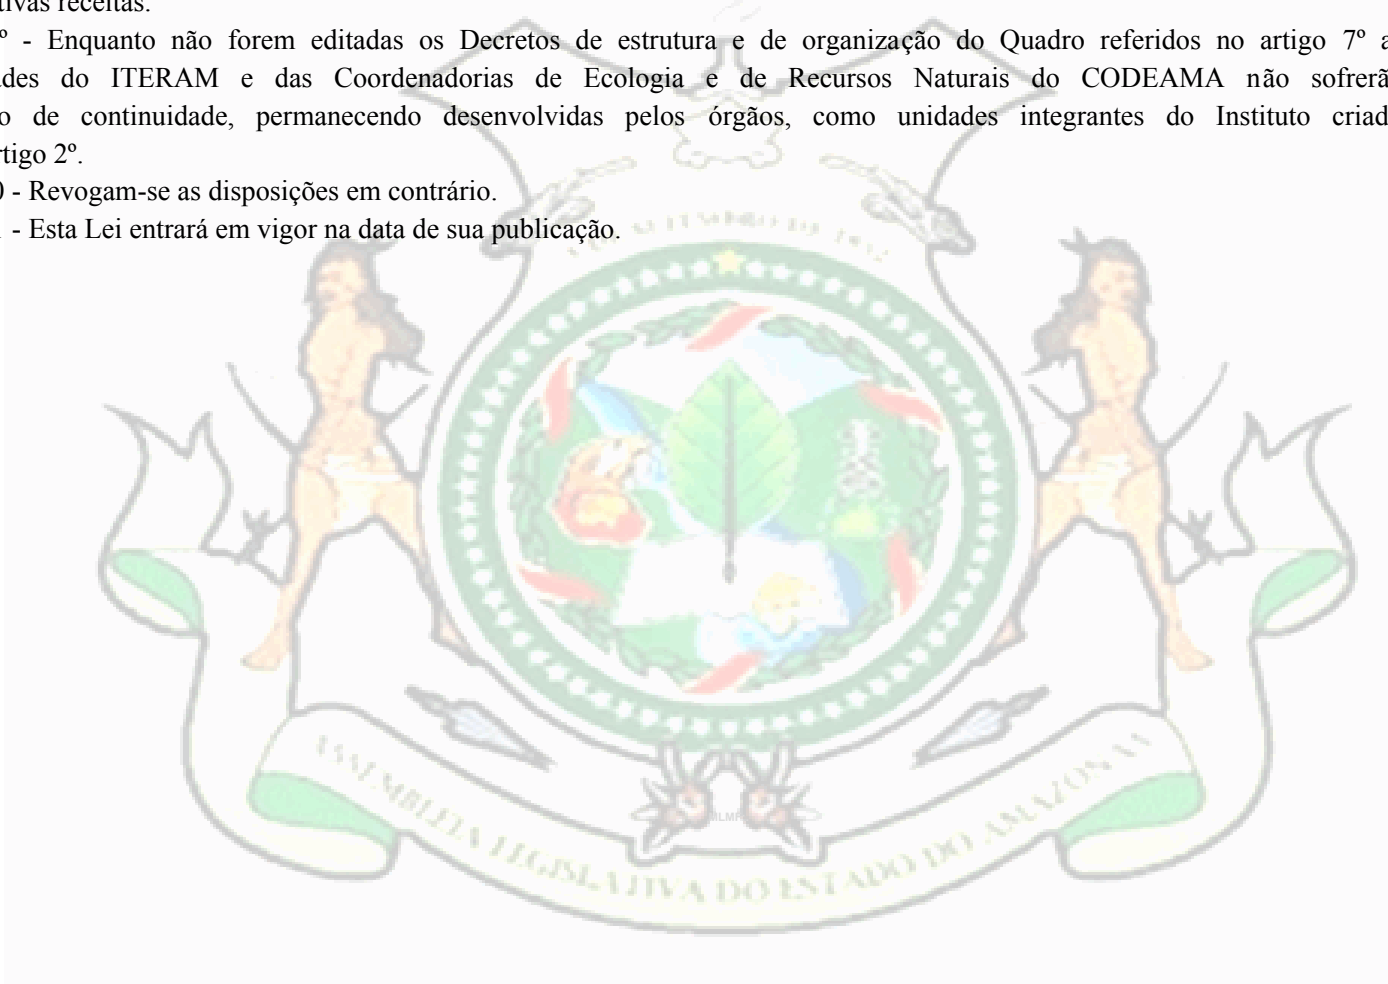 tivas receitas.
º - Enquanto não forem editadas os Decretos de estrutura e de organização do Quadro referidos no artigo 7º a
des do ITERAM e das Coordenadorias de Ecologia e de Recursos Naturais do CODEAMA não sofrerã
o de continuidade, permanecendo desenvolvidas pelos órgãos, como unidades integrantes do Instituto criad
rtigo 2º.
0 - Revogam-se as disposições em contrário.
- Esta Lei entrará em vigor na data de sua publicação.
SETEMBRO DE
ASSEMBLEIA LEGISLATIVA DO ESTADO DO AMAZONAS